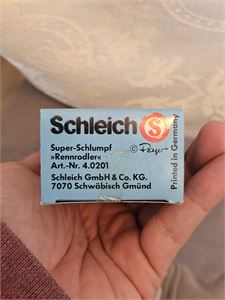 Schleich S
Super-Schlumpf © Peyo
»Rennrodler«
Art.-Nr. 4.0201
Schleich GmbH & Co. KG.
7070 Schwäbisch Gmünd
Printed in Germany